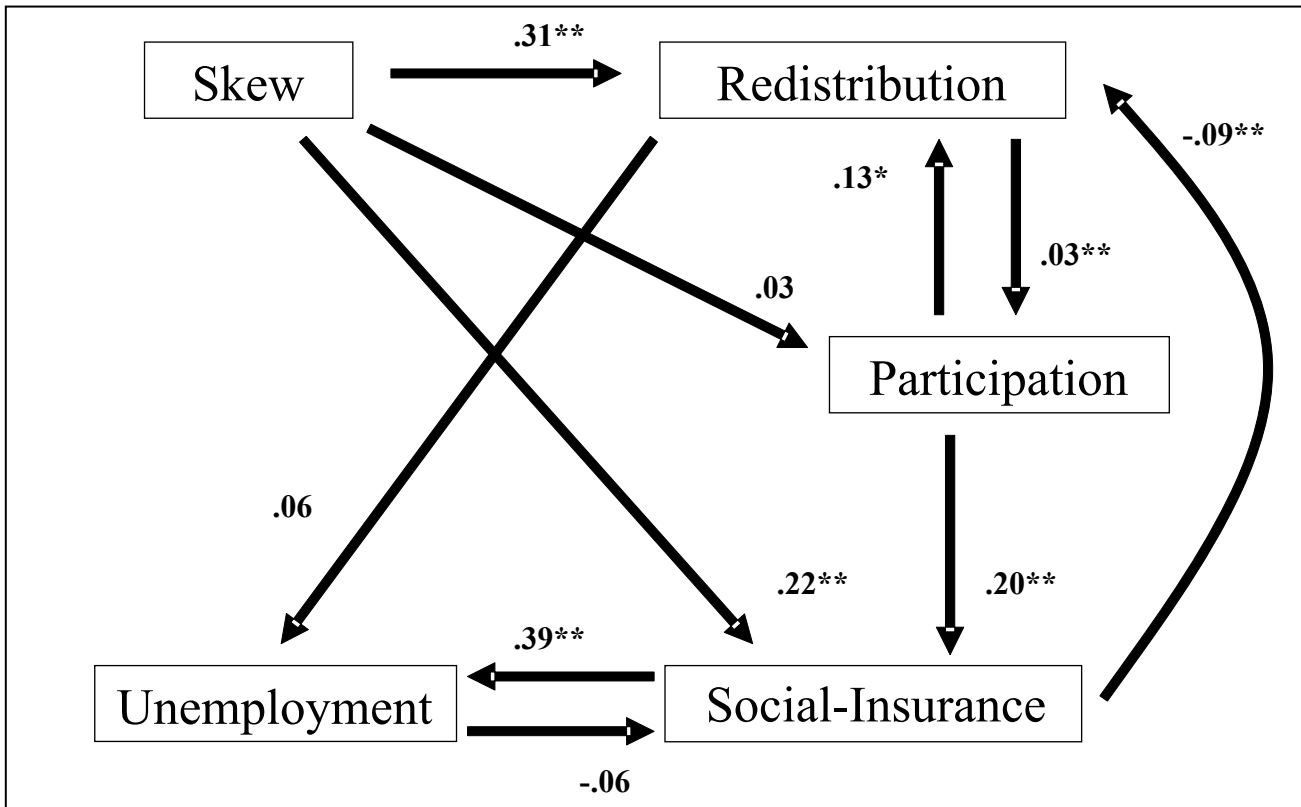 .31**
Skew
Redistribution
-.09**
.13*
.03**
.03
Participation
.06
.22**
.20**
.39**
Unemployment
Social-Insurance
-.06